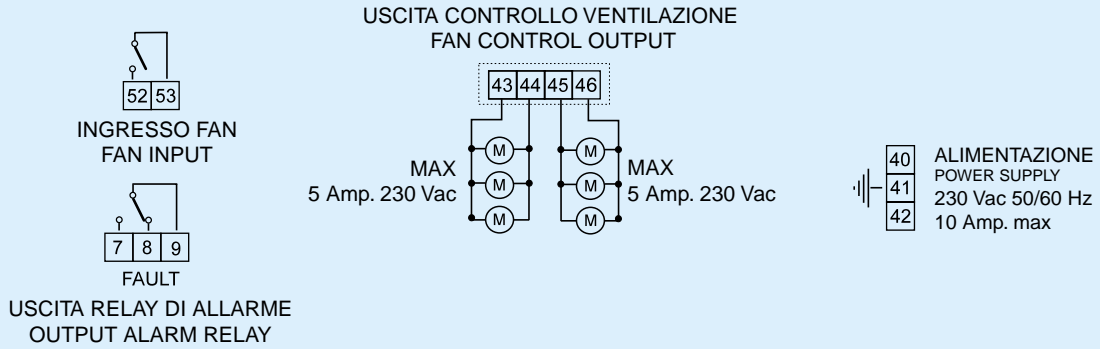 USCITA CONTROLLO VENTILAZIONE
FAN CONTROL OUTPUT
52 53
INGRESSO FAN
FAN INPUT
7 8 9
FAULT
USCITA RELAY DI ALLARME
OUTPUT ALARM RELAY
43 44 45 46
M M
M M
M M
MAX
5 Amp. 230 Vac
MAX
5 Amp. 230 Vac
40
41
42
ALIMENTAZIONE
POWER SUPPLY
230 Vac 50/60 Hz
10 Amp. max